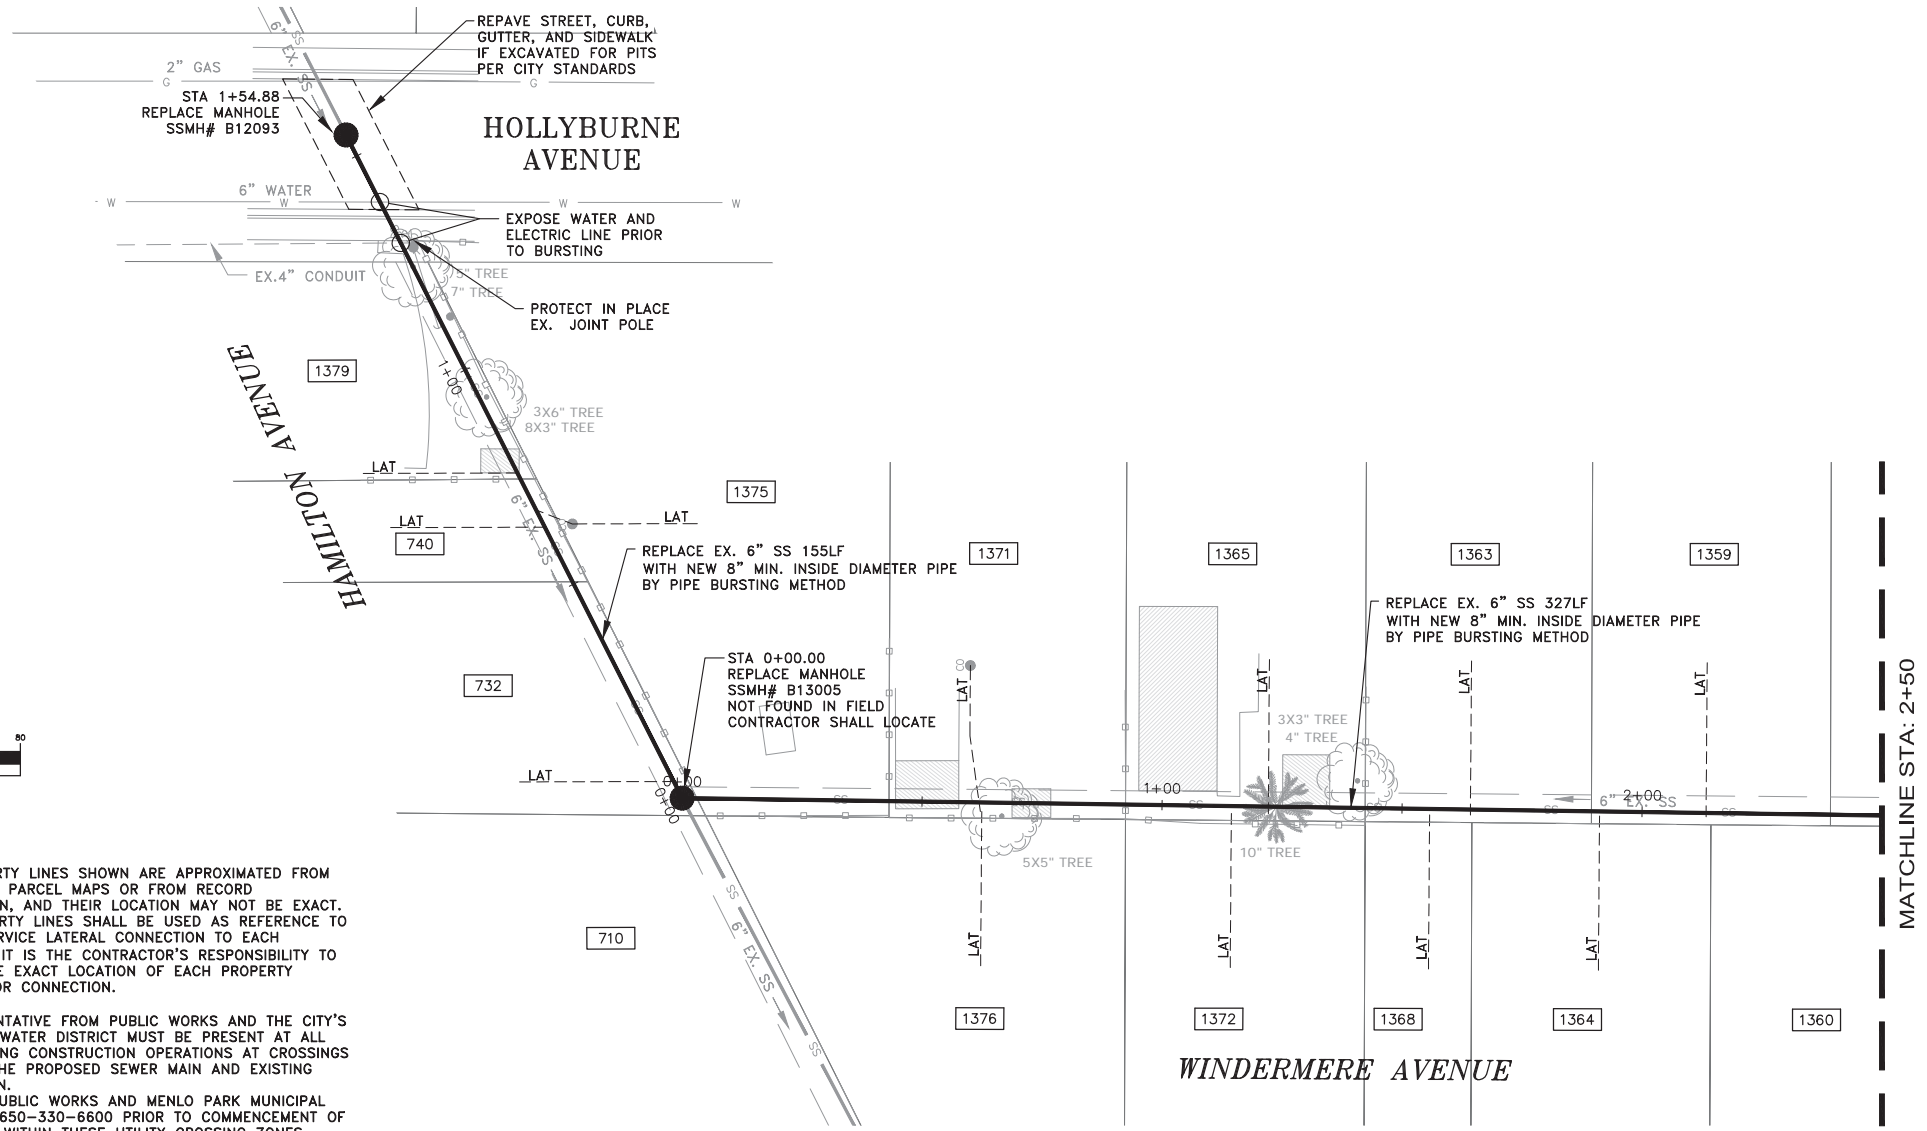 REPAVE STREET, CURB,
GUTTER, AND SIDEWALK
IF EXCAVATED FOR PITS
PER CITY STANDARDS
6" EX. SS
SS
2" GAS
G
G
STA 1+54.88
REPLACE MANHOLE
SSMH# B12093
HOLLYBURNE
AVENUE
6" WATER
W
W
W
W
EXPOSE WATER AND
ELECTRIC LINE PRIOR
TO BURSTING
EX.4" CONDUIT
5" TREE
7" TREE
PROTECT IN PLACE
EX. JOINT POLE
HAMILTON AVENUE
1379
1+00
3X6" TREE
8X3" TREE
LAT
1375
LAT
LAT
740
6" EX. SS
SS
REPLACE EX. 6" SS 155LF
WITH NEW 8" MIN. INSIDE DIAMETER PIPE
BY PIPE BURSTING METHOD
1371
1365
1363
1359
REPLACE EX. 6" SS 327LF
WITH NEW 8" MIN. INSIDE DIAMETER PIPE
BY PIPE BURSTING METHOD
STA 0+00.00
REPLACE MANHOLE
SSMH# B13005
NOT FOUND IN FIELD
CONTRACTOR SHALL LOCATE
732
SS
CO
LAT
LAT
LAT
LAT
3X3" TREE
4" TREE
MATCHLINE STA: 2+50
80
LAT
0+00
0+00
SS
1+00
SS
SS
6" EX. SS
2+00
SS
5X5" TREE
10" TREE
RTY LINES SHOWN ARE APPROXIMATED FROM
PARCEL MAPS OR FROM RECORD
N, AND THEIR LOCATION MAY NOT BE EXACT.
RTY LINES SHALL BE USED AS REFERENCE TO
RVICE LATERAL CONNECTION TO EACH
IT IS THE CONTRACTOR'S RESPONSIBILITY TO
E EXACT LOCATION OF EACH PROPERTY
OR CONNECTION.
SS
6" EX. SS
SS
710
LAT
LAT
LAT
LAT
NTATIVE FROM PUBLIC WORKS AND THE CITY'S
WATER DISTRICT MUST BE PRESENT AT ALL
NG CONSTRUCTION OPERATIONS AT CROSSINGS
HE PROPOSED SEWER MAIN AND EXISTING
N.
UBLIC WORKS AND MENLO PARK MUNICIPAL
650-330-6600 PRIOR TO COMMENCEMENT OF
WITHIN THESE UTILITY CROSSING ZONES
1376
1372
1368
1364
1360
WINDERMERE AVENUE